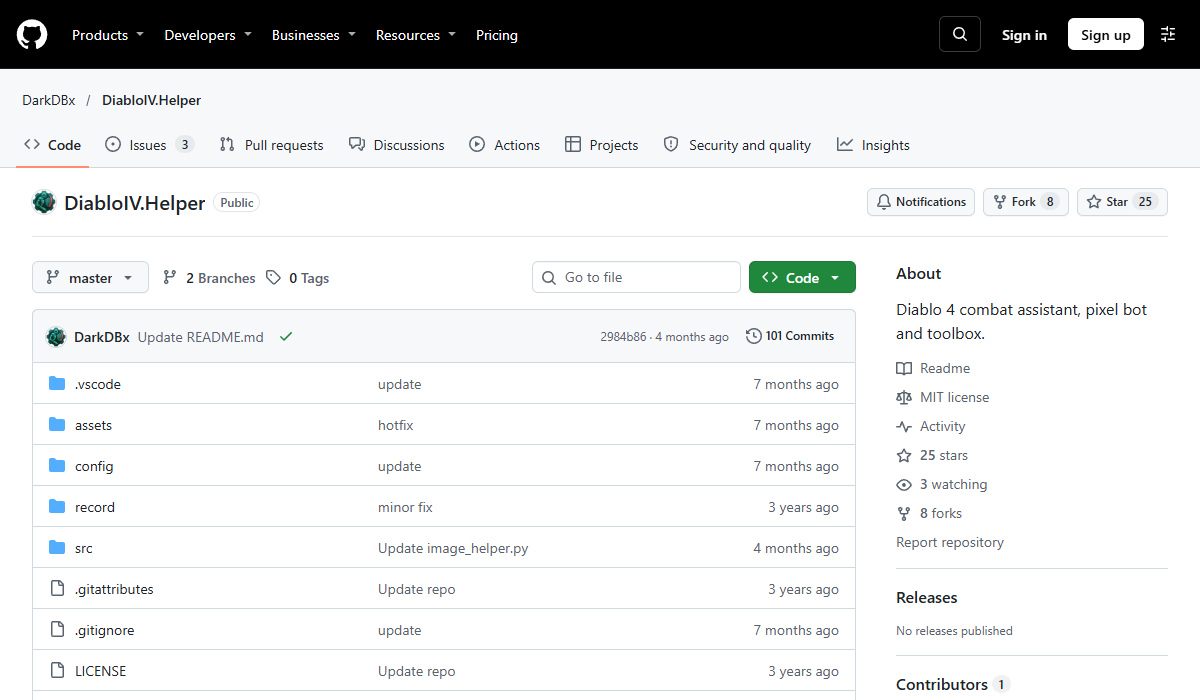 Products Developers Businesses Resources Pricing Sign in Sign up
DarkDBx / DiabloIV.Helper
Code Issues 3 Pull requests Discussions Actions Projects Security and quality Insights
DiabloIV.Helper Public Notifications Fork 8 Star 25
master 2 Branches 0 Tags Go to file Code
DarkDBx Update README.md 2984b86 · 4 months ago 101 Commits
.vscode update 7 months ago
assets hotfix 7 months ago
config update 7 months ago
record minor fix 3 years ago
src Update image_helper.py 4 months ago
.gitattributes Update repo 3 years ago
.gitignore update 7 months ago
LICENSE Update repo 3 years ago
About
Diablo 4 combat assistant, pixel bot
and toolbox.
Readme
MIT license
Activity
25 stars
3 watching
8 forks
Report repository
Releases
No releases published
Contributors 1